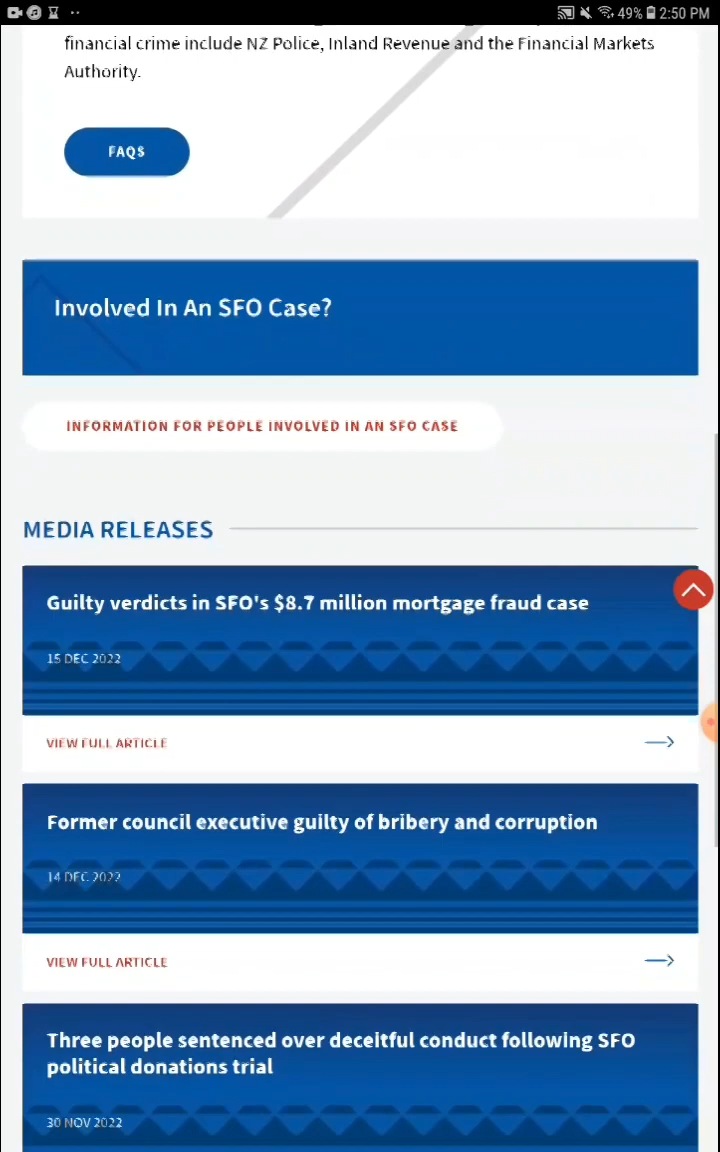 49% 2:50 PM
financial crime include NZ Police, Inland Revenue and the Financial Markets
Authority.
FAQS
Involved In An SFO Case?
INFORMATION FOR PEOPLE INVOLVED IN AN SFO CASE
MEDIA RELEASES
Guilty verdicts in SFO's $8.7 million mortgage fraud case
15 DEC 2022
VIEW FULL ARTICLE
Former council executive guilty of bribery and corruption
14 DEC 2022
VIEW FULL ARTICLE
Three people sentenced over deceitful conduct following SFO
political donations trial
30 NOV 2022